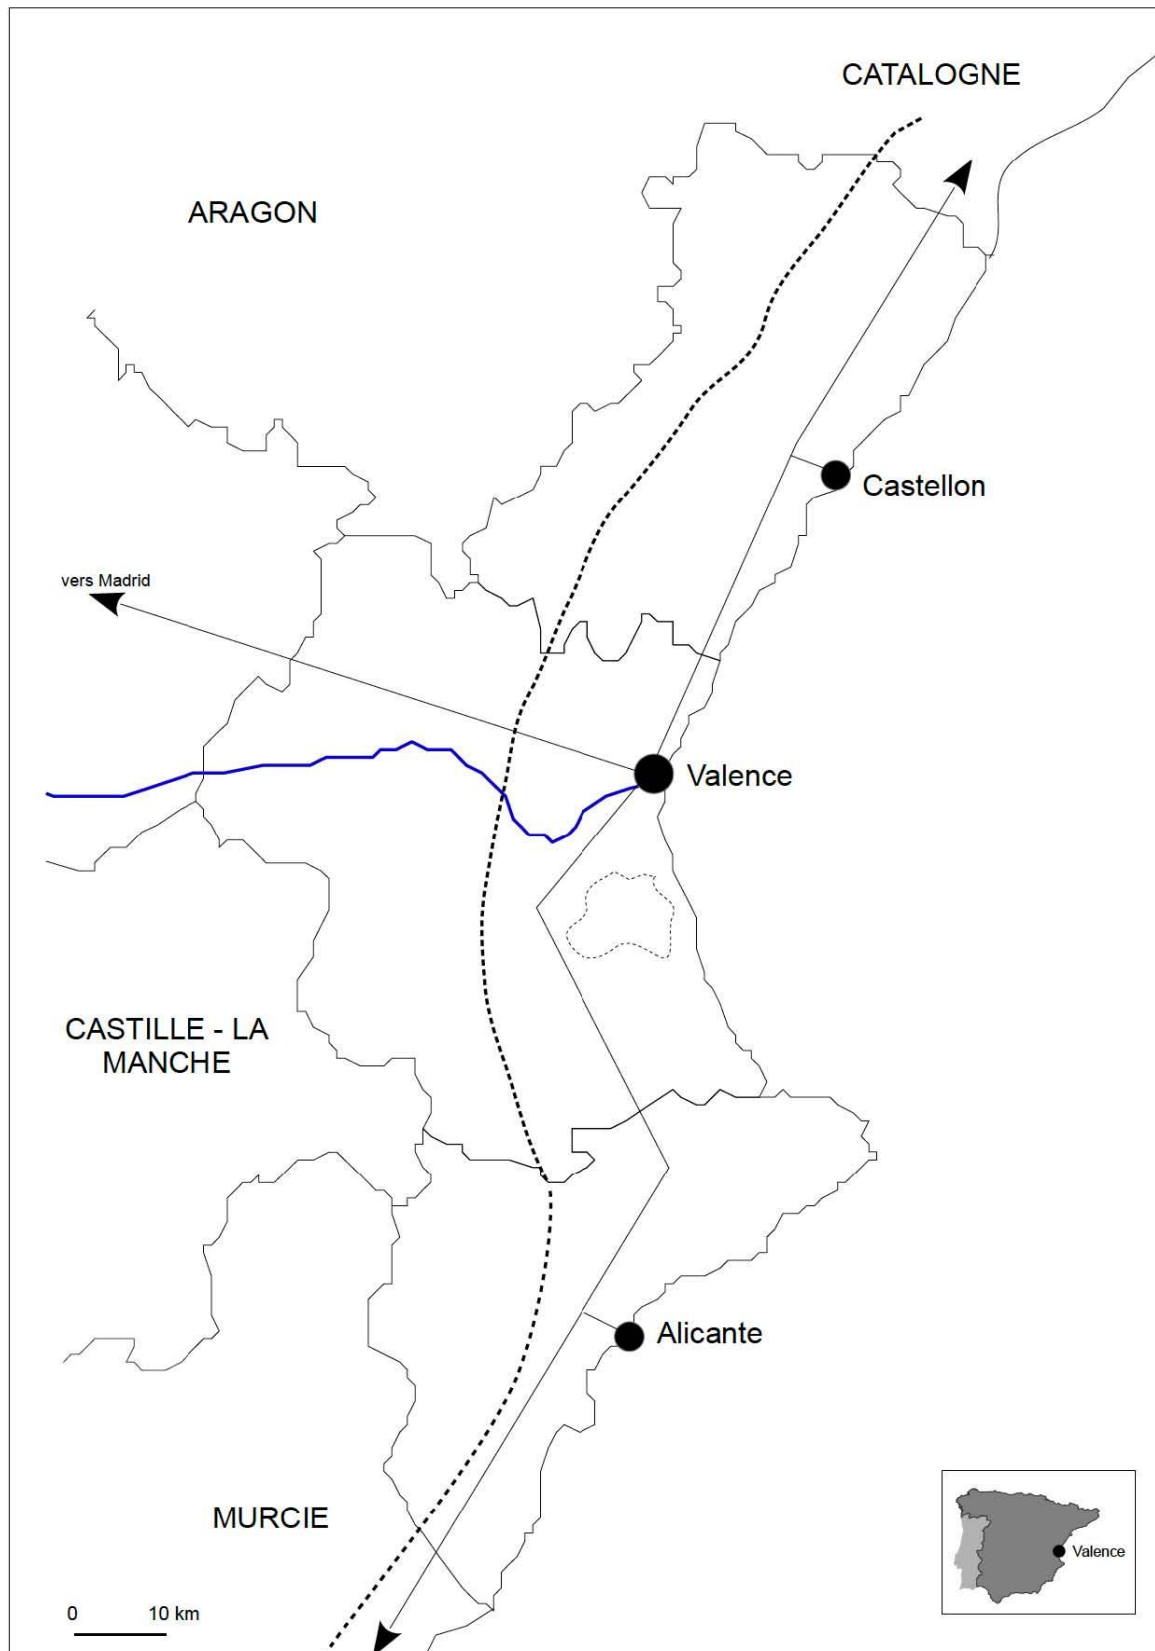 CATALOGNE
ARAGON
Castellon
vers Madrid
Valence
CASTILLE - LA
MANCHE
Alicante
MURCIE
Valence
0 10 km